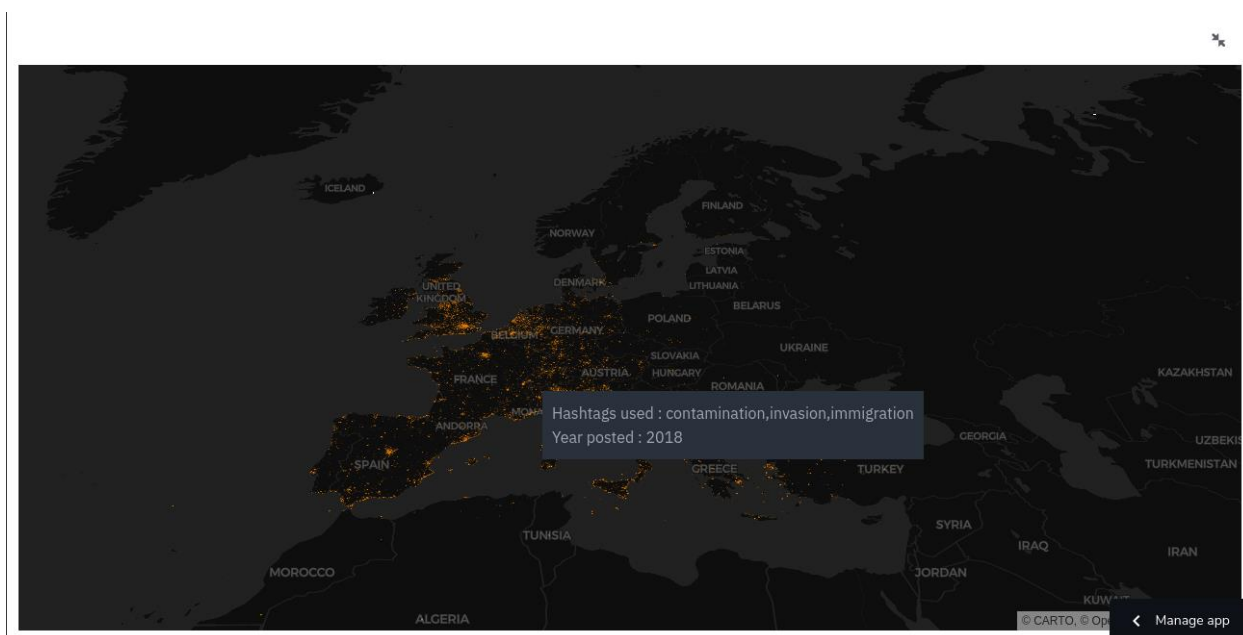 ICELAND
FINLAND
NORWAY
ESTONIA
LATVIA
DENMARK
LITHUANIA
UNITED
KINGDOM
BELARUS
POLAND
BELGIUM
GERMANY
UKRAINE
SLOVAKIA
AUSTRIA
HUNGARY
KAZAKHSTAN
FRANCE
ROMANIA
Hashtags used : contamination,invasion,immigration
Year posted : 2018
ANDORRA
GEORGIA
UZBEKIS
SPAIN
GREECE
TURKEY
TURKMENISTAN
SYRIA
TUNISIA
IRAQ
IRAN
MOROCCO
JORDAN
ALGERIA
© CARTO, © Op
Manage app